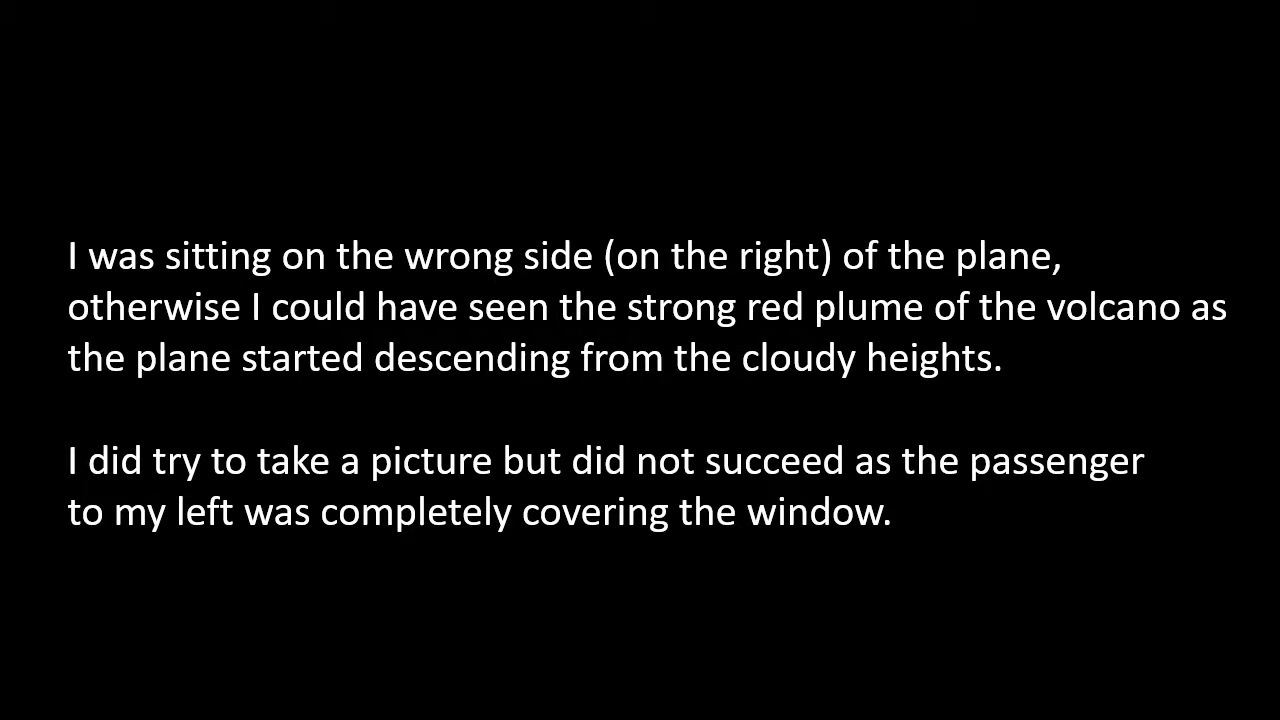 I was sitting on the wrong side (on the right) of the plane,
otherwise I could have seen the strong red plume of the volcano as
the plane started descending from the cloudy heights.
I did try to take a picture but did not succeed as the passenger
to my left was completely covering the window.